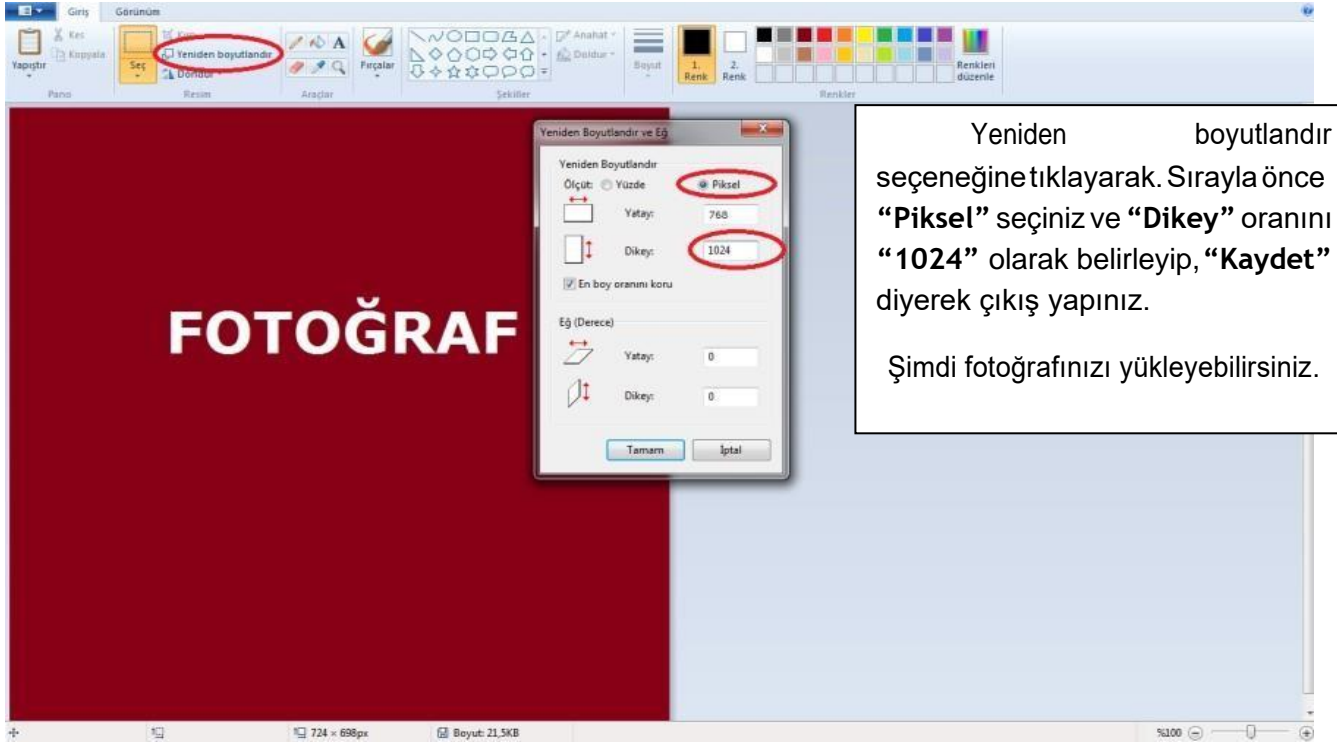 Giriş Görünüm
Yapıştır
Kes
Kopyala
Pano
Seç
Yeniden boyutlandır
Döndür
Resim
A
Araçlar
Fırçalar
Anahat
Doldur
Şekiller
Boyut
1.
Renk
2.
Renk
Renkleri
düzenle
Renkler
FOTOĞRAF
Yeniden Boyutlandır ve Eğ
Yeniden Boyutlandır
Ölçüt: Yüzde Piksel
Yatay: 768
Dikey: 1024
En boy oranını koru
Eğ (Derece)
Yatay: 0
Dikey: 0
Tamam İptal
Yeniden boyutlandır
seçeneğine tıklayarak. Sırayla önce
“Piksel” seçiniz ve “Dikey” oranını
“1024” olarak belirleyip, “Kaydet”
diyerek çıkış yapınız.
Şimdi fotoğrafınızı yükleyebilirsiniz.
724 × 698px Boyut: 21,5KB %100